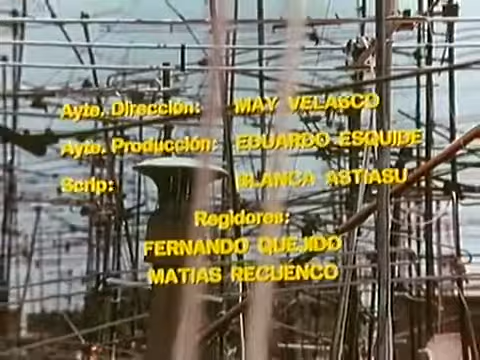 Ayte. Dirección: MAY VELASCO
Ayte. Producción: EDUARDO ESQUIDE
Scrip: BLANCA ASTIASU
Regidores:
FERNANDO QUEJIDO
MATIAS RECUENCO